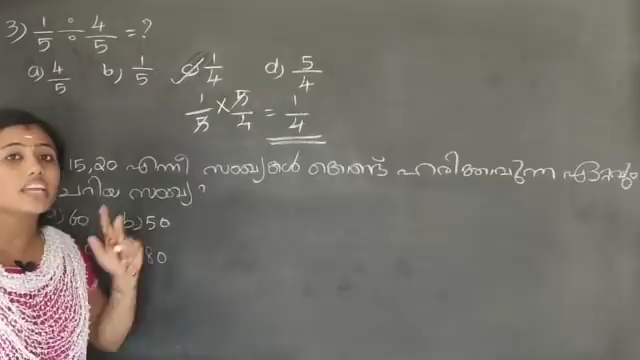 3) 1/5 ÷ 4/5 = ?
a) 4/5 b) 1/5 c) 1/4 d) 5/4
1/5 × 5/4 = 1/4
15, 20 എന്നീ സംഖ്യകൾ കൊണ്ട് ഹരിക്കാവുന്ന ഏറ്റവും
ചെറിയ സംഖ്യ ?
a) 60 b) 50
80